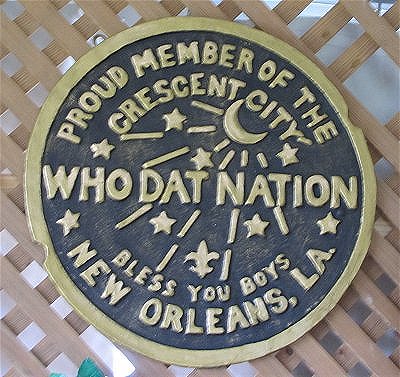 PROUD MEMBER OF THE
CRESCENT CITY
WHO DAT NATION
BLESS YOU BOYS
NEW ORLEANS, LA.